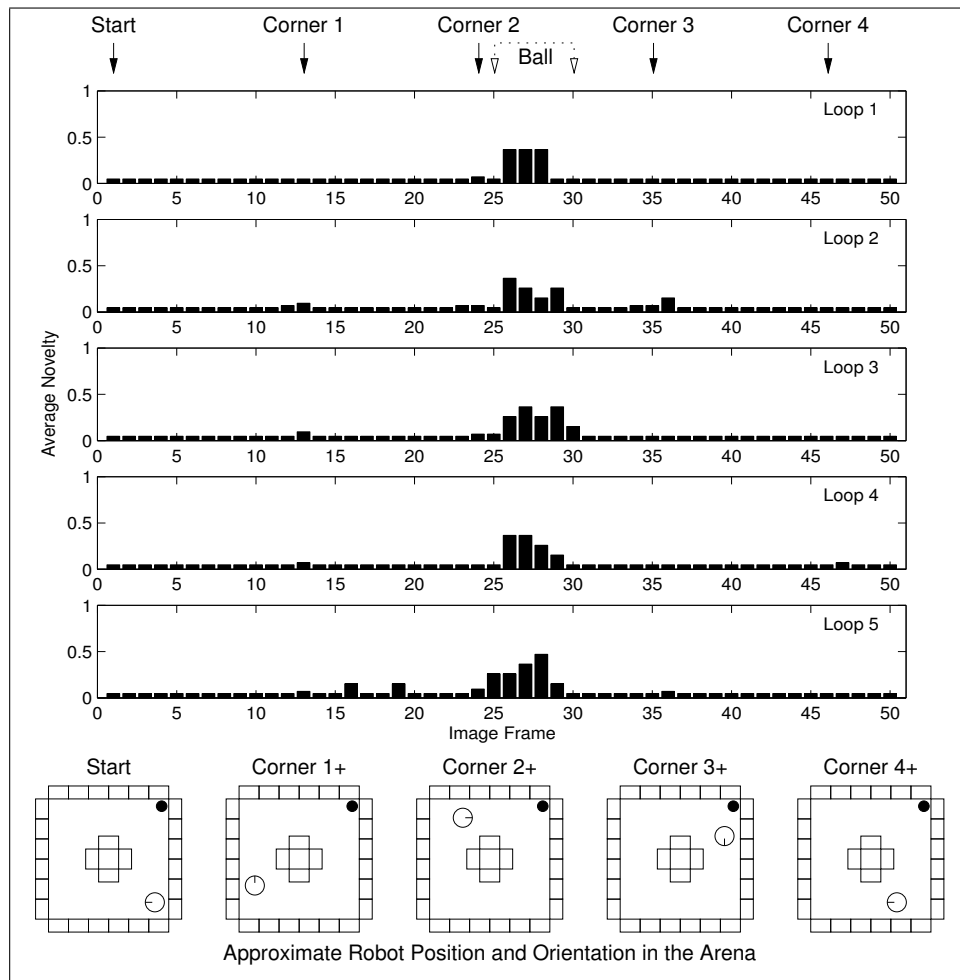 Start Corner 1 Corner 2 Corner 3 Corner 4
Ball
Average Novelty
1
0.5
0
Loop 1
0 5 10 15 20 25 30 35 40 45 50
1
0.5
0
Loop 2
0 5 10 15 20 25 30 35 40 45 50
1
0.5
0
Loop 3
0 5 10 15 20 25 30 35 40 45 50
1
0.5
0
Loop 4
0 5 10 15 20 25 30 35 40 45 50
1
0.5
0
Loop 5
0 5 10 15 20 25 30 35 40 45 50
Image Frame
Start Corner 1+ Corner 2+ Corner 3+ Corner 4+
Approximate Robot Position and Orientation in the Arena